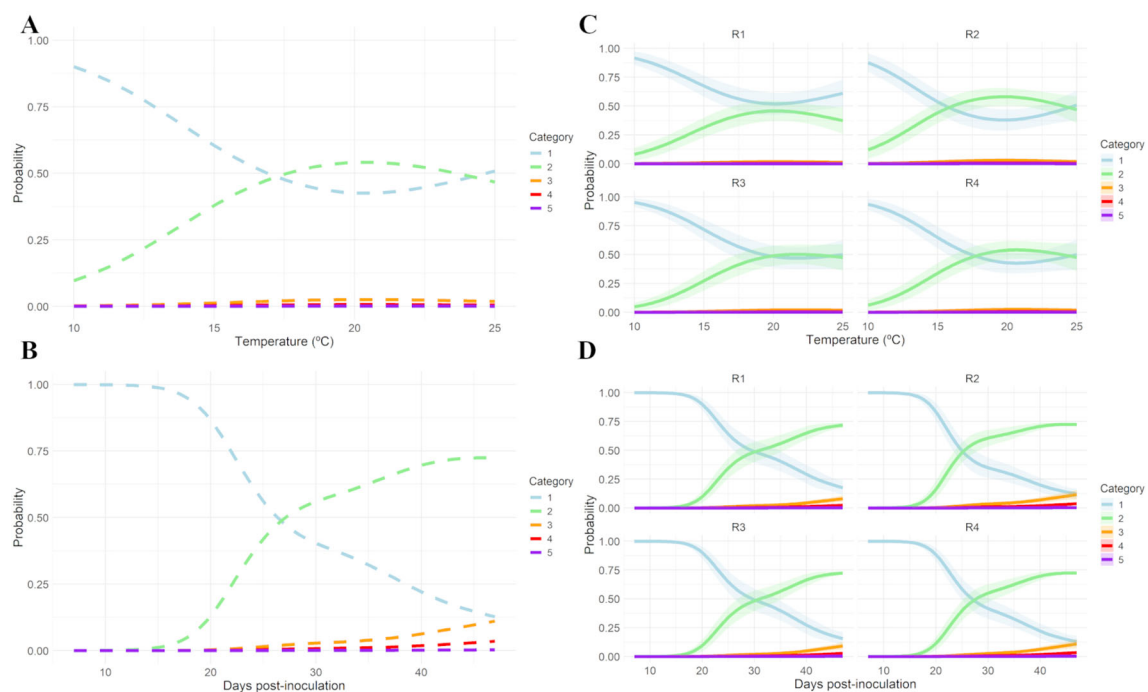 A
1.00
0.75
0.50
0.25
0.00
Probability
10 15 20 25
Temperature (ºC)
Category
1
2
3
4
5
B
1.00
0.75
0.50
0.25
0.00
Probability
10 20 30 40
Days post-inoculation
Category
1
2
3
4
5
C
R1 R2
1.00
0.75
0.50
0.25
0.00
R3 R4
1.00
0.75
0.50
0.25
0.00
Probability
10 15 20 25 10 15 20 25
Temperature (ºC)
Category
1
2
3
4
5
D
R1 R2
1.00
0.75
0.50
0.25
0.00
R3 R4
1.00
0.75
0.50
0.25
0.00
Probability
10 20 30 40 10 20 30 40
Days post-inoculation
Category
1
2
3
4
5